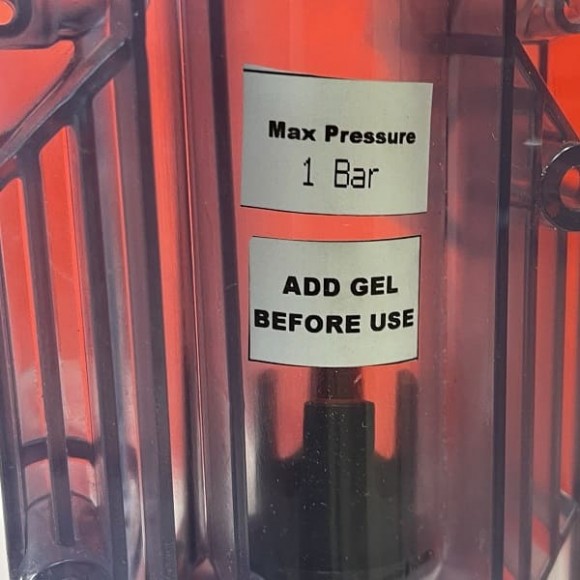 Max Pressure
1 Bar
ADD GEL
BEFORE USE